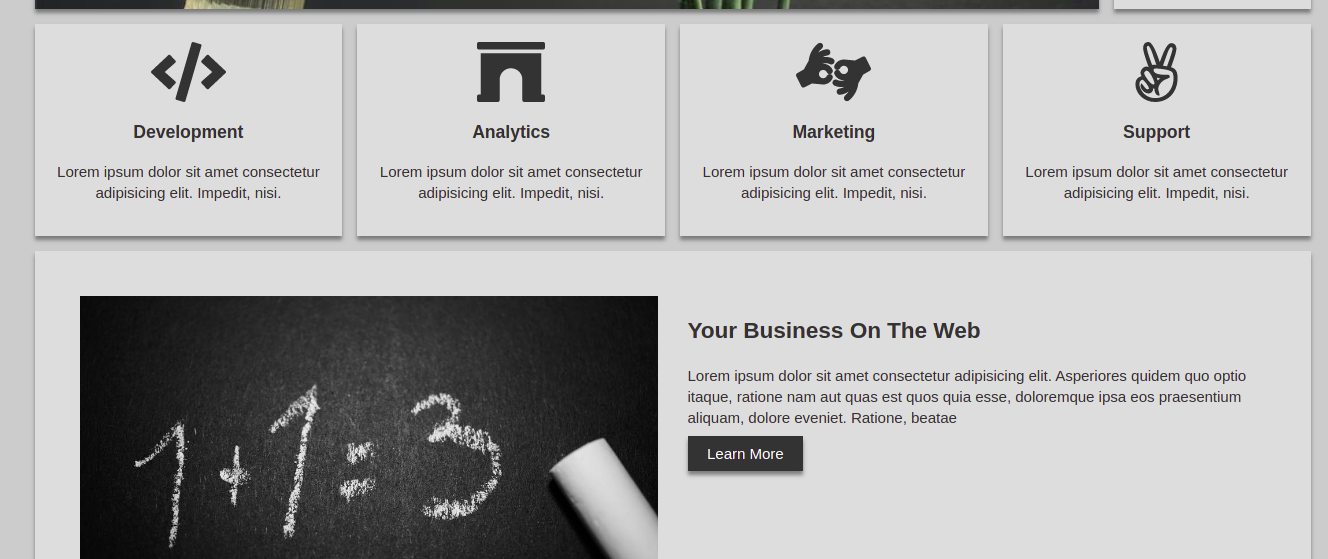 Development
Lorem ipsum dolor sit amet consectetur
adipisicing elit. Impedit, nisi.
Analytics
Lorem ipsum dolor sit amet consectetur
adipisicing elit. Impedit, nisi.
Marketing
Lorem ipsum dolor sit amet consectetur
adipisicing elit. Impedit, nisi.
Support
Lorem ipsum dolor sit amet consectetur
adipisicing elit. Impedit, nisi.
1+1=3
Your Business On The Web
Lorem ipsum dolor sit amet consectetur adipisicing elit. Asperiores quidem quo optio
itaque, ratione nam aut quas est quos quia esse, doloremque ipsa eos praesentium
aliquam, dolore eveniet. Ratione, beatae
Learn More